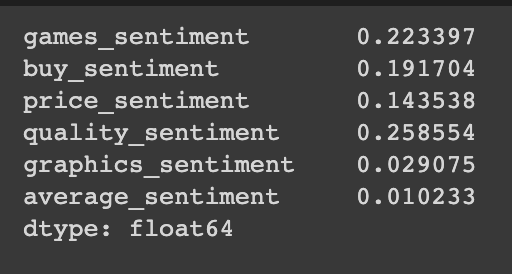 games_sentiment 0.223397
buy_sentiment 0.191704
price_sentiment 0.143538
quality_sentiment 0.258554
graphics_sentiment 0.029075
average_sentiment 0.010233
dtype: float64